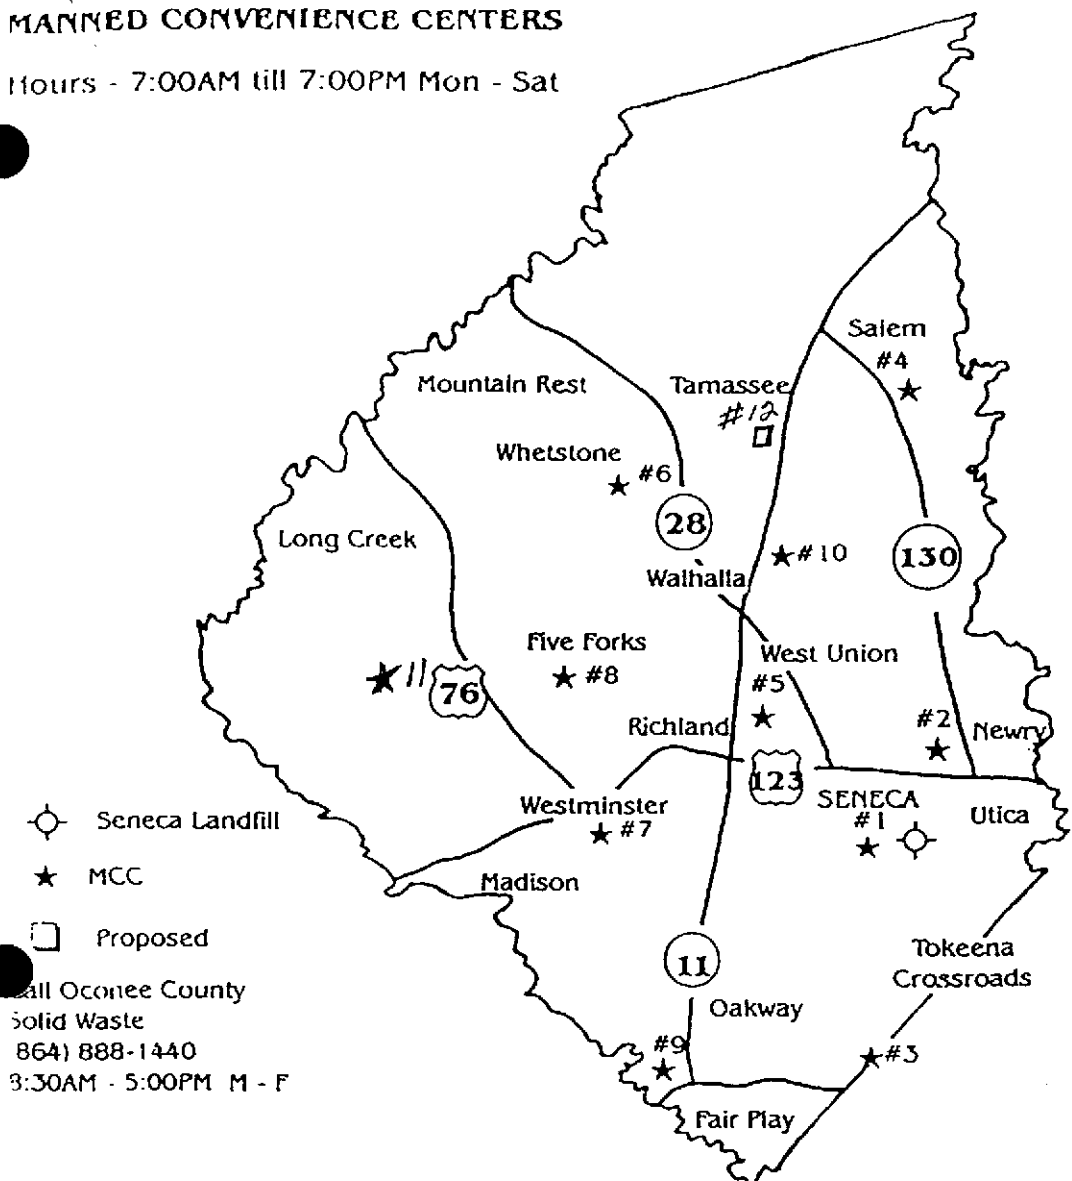 MANNED CONVENIENCE CENTERS
Hours - 7:00AM till 7:00PM Mon - Sat
Salem
#4
Mountain Rest
Tamassee
#12
Whetstone
#6
28
Long Creek
#10
130
Walhalla
Five Forks
West Union
#8
11
76
#5
Richland
#2
Newry
123
Westminster
SENECA
#7
#1
Utica
Seneca Landfill
MCC
Madison
Proposed
11
Tokeena
Crossroads
Oconee County
Solid Waste
864) 888-1440
:30AM - 5:00PM M - F
Oakway
#9
#3
Fair Play